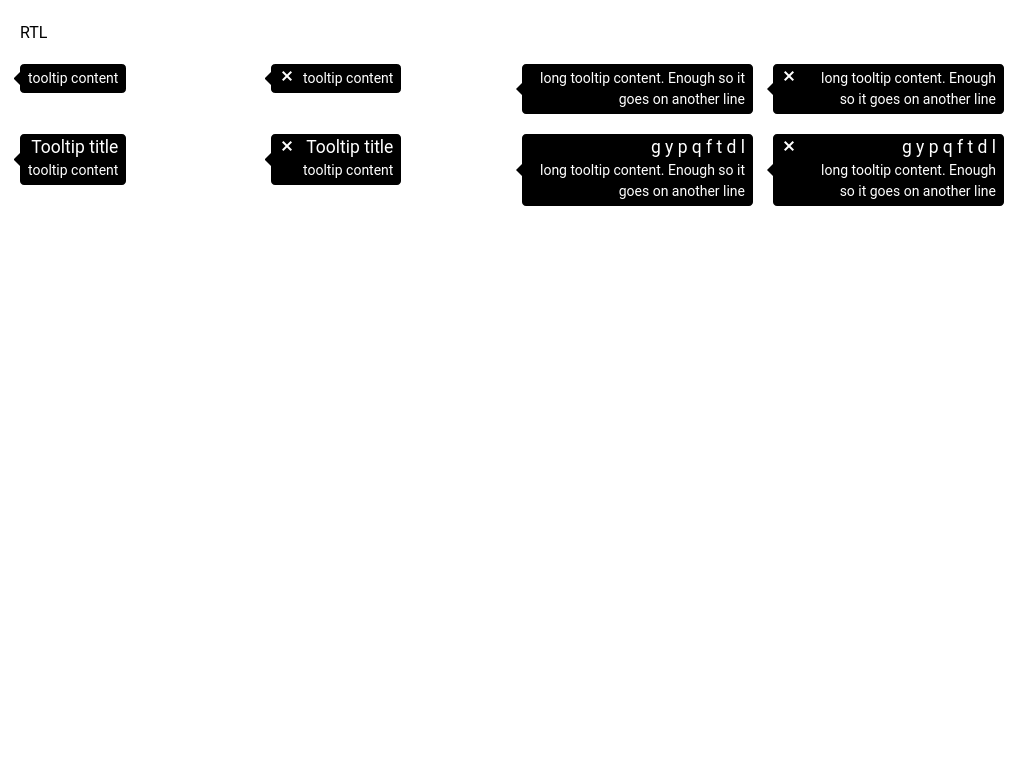 RTL
tooltip content
✕ tooltip content
long tooltip content. Enough so it
goes on another line
✕ long tooltip content. Enough
so it goes on another line
Tooltip title
tooltip content
✕ Tooltip title
tooltip content
g y p q f t d l
long tooltip content. Enough so it
goes on another line
✕ g y p q f t d l
long tooltip content. Enough
so it goes on another line